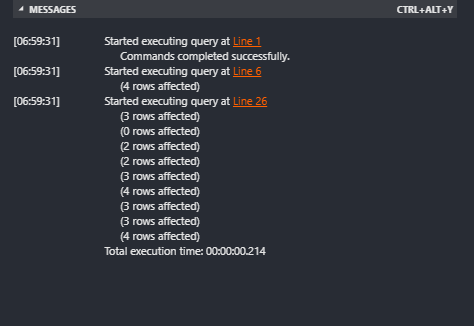 MESSAGES CTRL+ALT+Y
[06:59:31] Started executing query at Line 1
Commands completed successfully.
[06:59:31] Started executing query at Line 6
(4 rows affected)
[06:59:31] Started executing query at Line 26
(3 rows affected)
(0 rows affected)
(2 rows affected)
(2 rows affected)
(3 rows affected)
(4 rows affected)
(3 rows affected)
(3 rows affected)
(4 rows affected)
Total execution time: 00:00:00.214